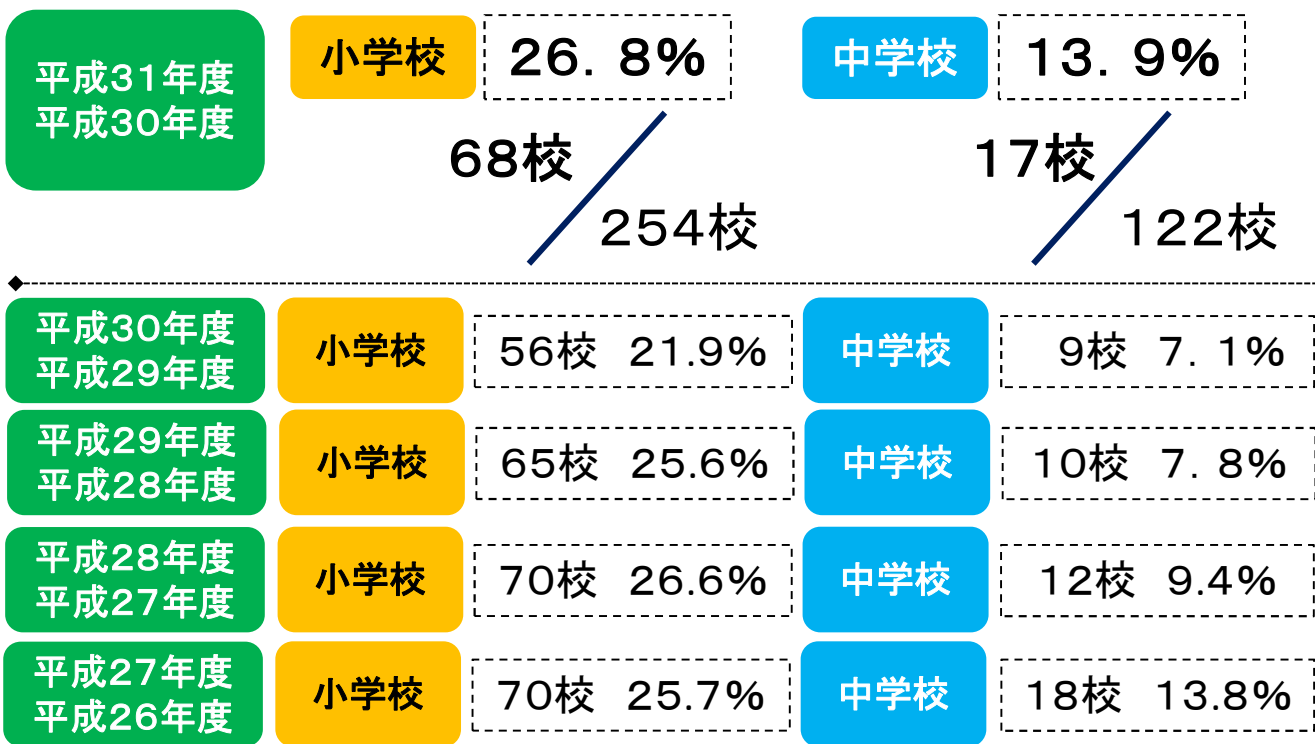 平成31年度
平成30年度
小学校
26. 8%
中学校
13. 9%
68校
254校
17校
122校
平成30年度
平成29年度
小学校
56校 21.9%
中学校
9校 7. 1%
平成29年度
平成28年度
小学校
65校 25.6%
中学校
10校 7. 8%
平成28年度
平成27年度
小学校
70校 26.6%
中学校
12校 9.4%
平成27年度
平成26年度
小学校
70校 25.7%
中学校
18校 13.8%